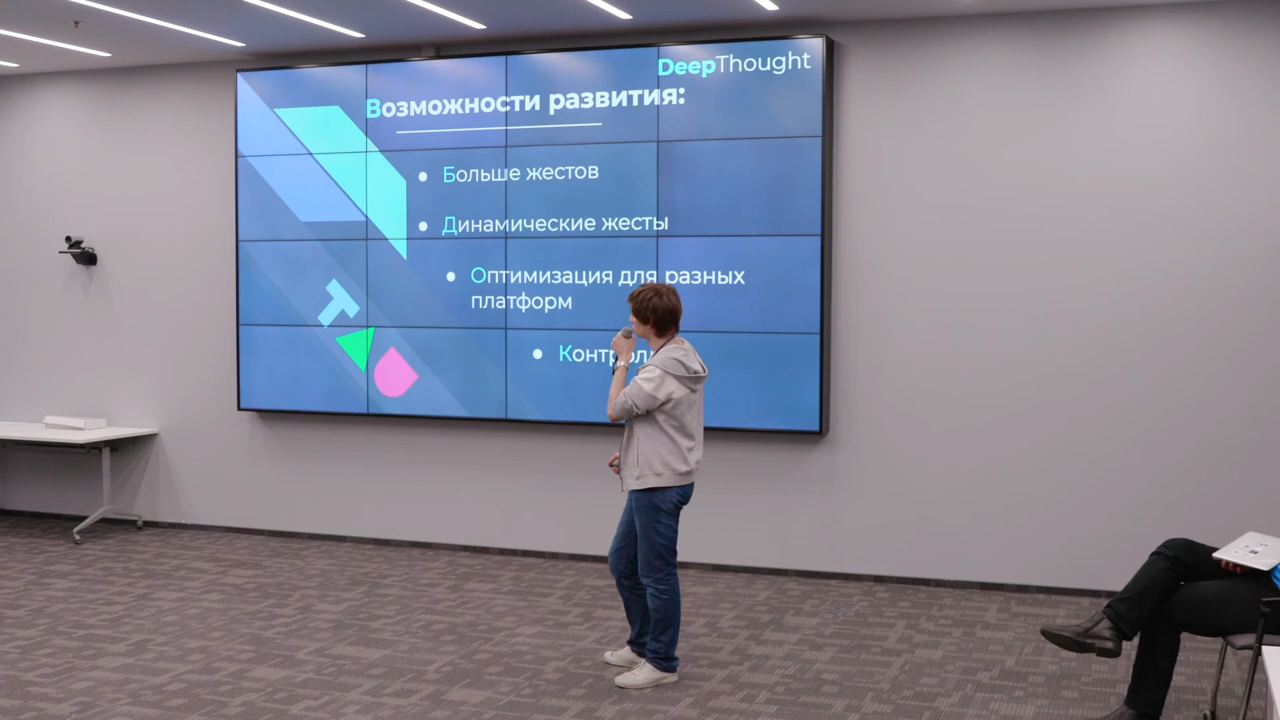 DeepThought
Возможности развития:
Больше жестов
Динамические жесты
Оптимизация для разных
платформ